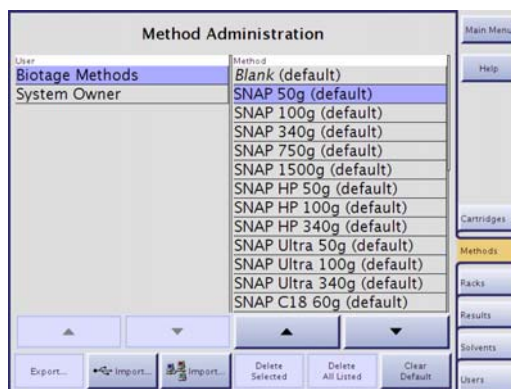 Method Administration
User
Biotage Methods
System Owner
Method
Blank (default)
SNAP 50g (default)
SNAP 100g (default)
SNAP 340g (default)
SNAP 750g (default)
SNAP 1500g (default)
SNAP HP 50g (default)
SNAP HP 100g (default)
SNAP HP 340g (default)
SNAP Ultra 50g (default)
SNAP Ultra 100g (default)
SNAP Ultra 340g (default)
SNAP C18 60g (default)
Export...
Import...
Import...
Delete Selected
Delete All Listed
Clear Default
Main Menu
Help
Cartridges
Methods
Racks
Results
Solvents
Users